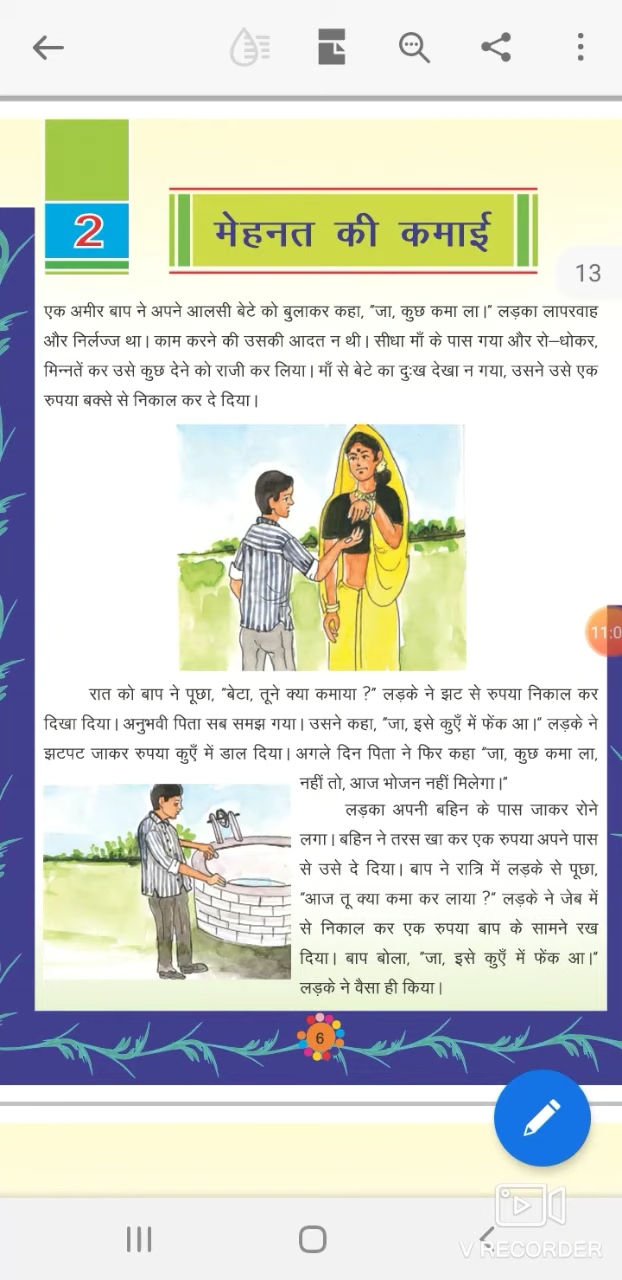 2
मेहनत की कमाई
13
एक अमीर बाप ने अपने आलसी बेटे को बुलाकर कहा, "जा, कुछ कमा ला।" लड़का लापरवाह
और निर्लज्ज था। काम करने की उसकी आदत न थी। सीधा माँ के पास गया और रो–धोकर,
मिन्नतें कर उसे कुछ देने को राजी कर लिया। माँ से बेटे का दुःख देखा न गया, उसने उसे एक
रुपया बक्से से निकाल कर दे दिया।
11:0
रात को बाप ने पूछा, "बेटा, तूने क्या कमाया ?" लड़के ने झट से रुपया निकाल कर
दिखा दिया। अनुभवी पिता सब समझ गया। उसने कहा, "जा, इसे कुएँ में फेंक आ।" लड़के ने
झटपट जाकर रुपया कुएँ में डाल दिया। अगले दिन पिता ने फिर कहा "जा, कुछ कमा ला,
नहीं तो, आज भोजन नहीं मिलेगा।"
लड़का अपनी बहिन के पास जाकर रोने
लगा। बहिन ने तरस खा कर एक रुपया अपने पास
से उसे दे दिया। बाप ने रात्रि में लड़के से पूछा,
"आज तू क्या कमा कर लाया ?" लड़के ने जेब में
से निकाल कर एक रुपया बाप के सामने रख
दिया। बाप बोला, "जा, इसे कुएँ में फेंक आ।"
लड़के ने वैसा ही किया।
6
V RECORDER